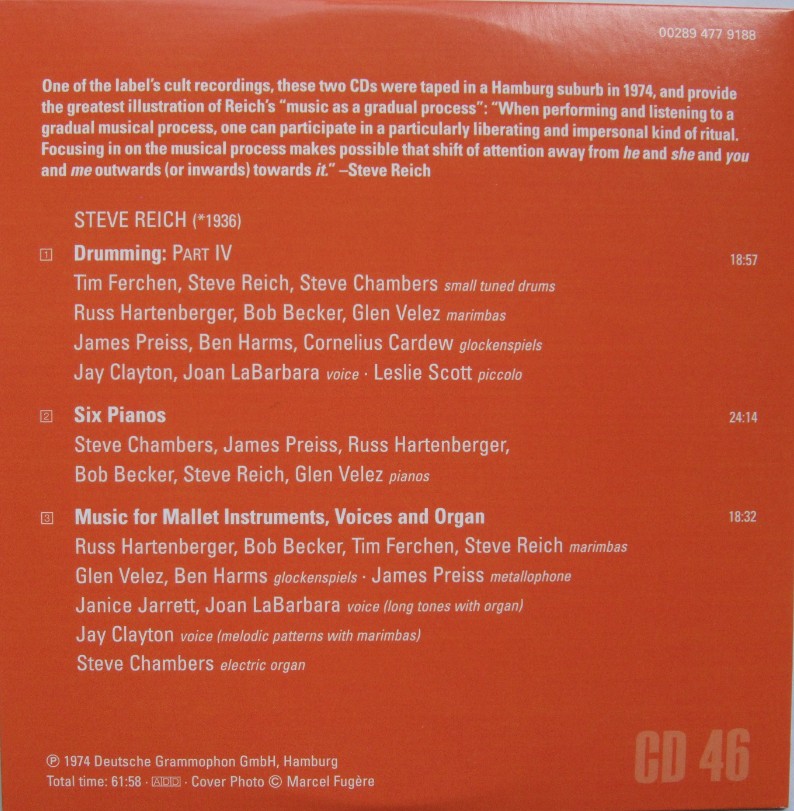 00289 477 9188
One of the label's cult recordings, these two CDs were taped in a Hamburg suburb in 1974, and provide
the greatest illustration of Reich's “music as a gradual process”: “When performing and listening to a
gradual musical process, one can participate in a particularly liberating and impersonal kind of ritual.
Focusing in on the musical process makes possible that shift of attention away from he and she and you
and me outwards (or inwards) towards it.” –Steve Reich
STEVE REICH (*1936)
1 Drumming: PART IV 18:57
Tim Ferchen, Steve Reich, Steve Chambers small tuned drums
Russ Hartenberger, Bob Becker, Glen Velez marimbas
James Preiss, Ben Harms, Cornelius Cardew glockenspiels
Jay Clayton, Joan LaBarbara voice · Leslie Scott piccolo
2 Six Pianos 24:14
Steve Chambers, James Preiss, Russ Hartenberger,
Bob Becker, Steve Reich, Glen Velez pianos
3 Music for Mallet Instruments, Voices and Organ 18:32
Russ Hartenberger, Bob Becker, Tim Ferchen, Steve Reich marimbas
Glen Velez, Ben Harms glockenspiels · James Preiss metallophone
Janice Jarrett, Joan LaBarbara voice (long tones with organ)
Jay Clayton voice (melodic patterns with marimbas)
Steve Chambers electric organ
℗ 1974 Deutsche Grammophon GmbH, Hamburg
Total time: 61:58 · ADD · Cover Photo © Marcel Fugère
CD 46